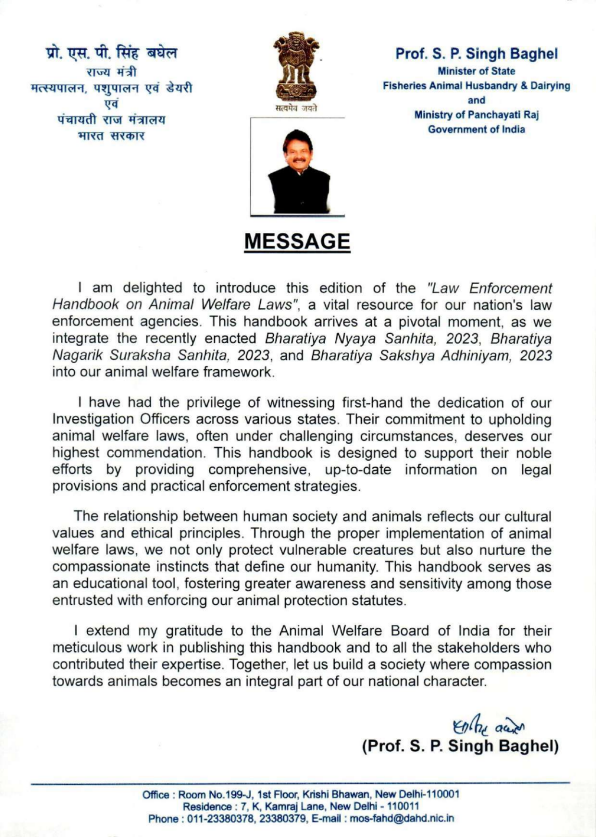 प्रो. एस. पी. सिंह बघेल
राज्य मंत्री
मत्स्यपालन, पशुपालन एवं डेयरी
एवं
पंचायती राज मंत्रालय
भारत सरकार
सत्यमेव जयते
Prof. S. P. Singh Baghel
Minister of State
Fisheries Animal Husbandry & Dairying
and
Ministry of Panchayati Raj
Government of India
MESSAGE
I am delighted to introduce this edition of the "Law Enforcement
Handbook on Animal Welfare Laws", a vital resource for our nation's law
enforcement agencies. This handbook arrives at a pivotal moment, as we
integrate the recently enacted Bharatiya Nyaya Sanhita, 2023, Bharatiya
Nagarik Suraksha Sanhita, 2023, and Bharatiya Sakshya Adhiniyam, 2023
into our animal welfare framework.
I have had the privilege of witnessing first-hand the dedication of our
Investigation Officers across various states. Their commitment to upholding
animal welfare laws, often under challenging circumstances, deserves our
highest commendation. This handbook is designed to support their noble
efforts by providing comprehensive, up-to-date information on legal
provisions and practical enforcement strategies.
The relationship between human society and animals reflects our cultural
values and ethical principles. Through the proper implementation of animal
welfare laws, we not only protect vulnerable creatures but also nurture the
compassionate instincts that define our humanity. This handbook serves as
an educational tool, fostering greater awareness and sensitivity among those
entrusted with enforcing our animal protection statutes.
I extend my gratitude to the Animal Welfare Board of India for their
meticulous work in publishing this handbook and to all the stakeholders who
contributed their expertise. Together, let us build a society where compassion
towards animals becomes an integral part of our national character.
(Prof. S. P. Singh Baghel)
Office : Room No.199-J, 1st Floor, Krishi Bhawan, New Delhi-110001
Residence : 7, K, Kamraj Lane, New Delhi - 110011
Phone : 011-23380378, 23380379, E-mail : mos-fahd@dahd.nic.in